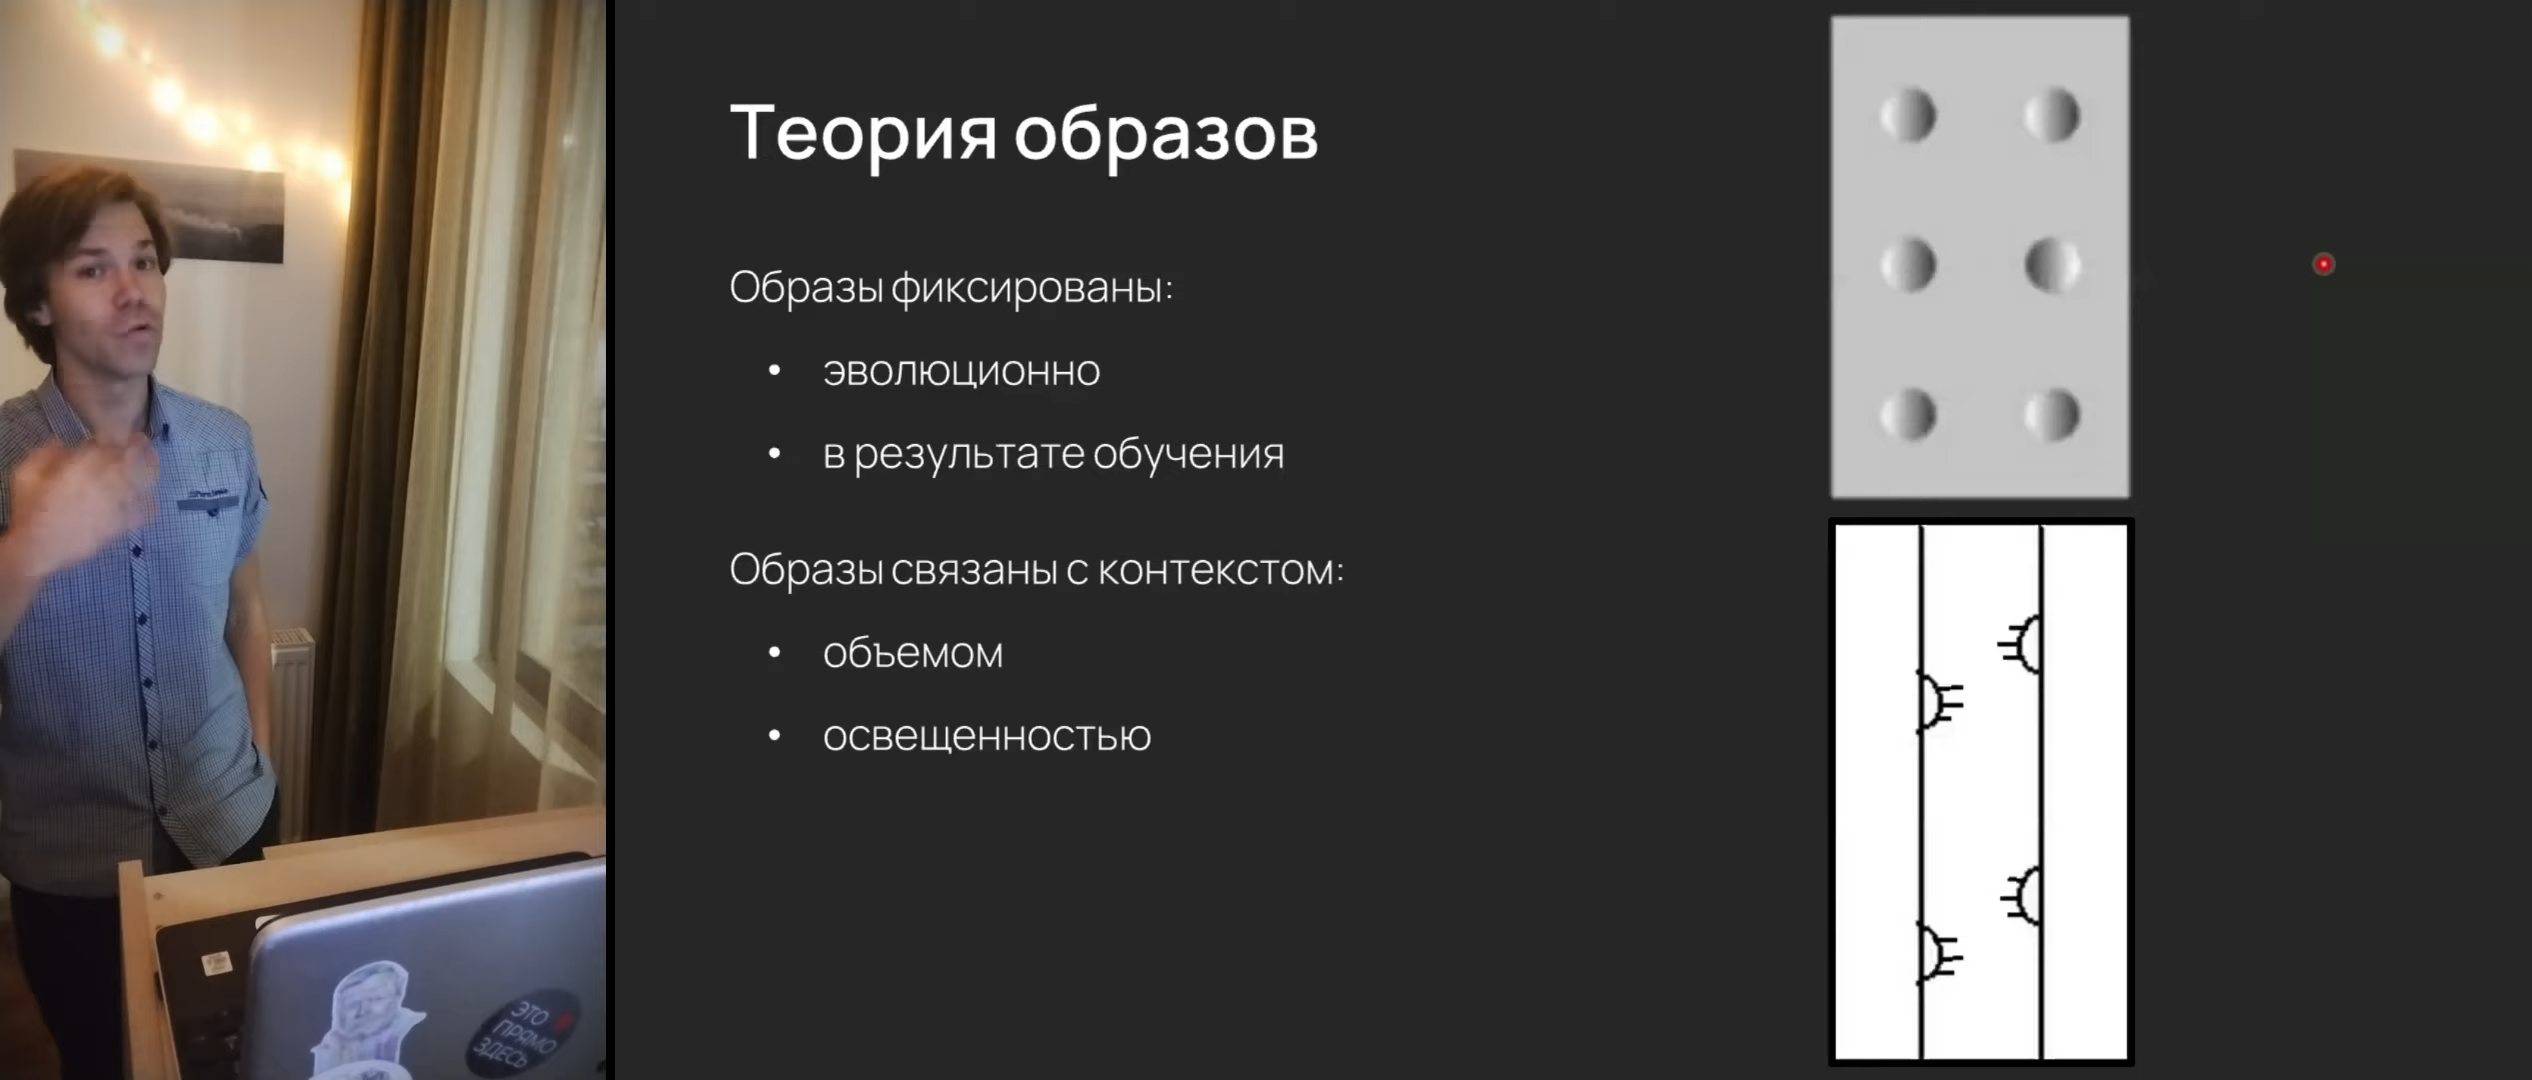 Теория образов
Образы фиксированы:
• эволюционно
• в результате обучения
Образы связаны с контекстом:
• объемом
• освещенностью
ЭТО
ПРЯМО
ЗДЕСЬ